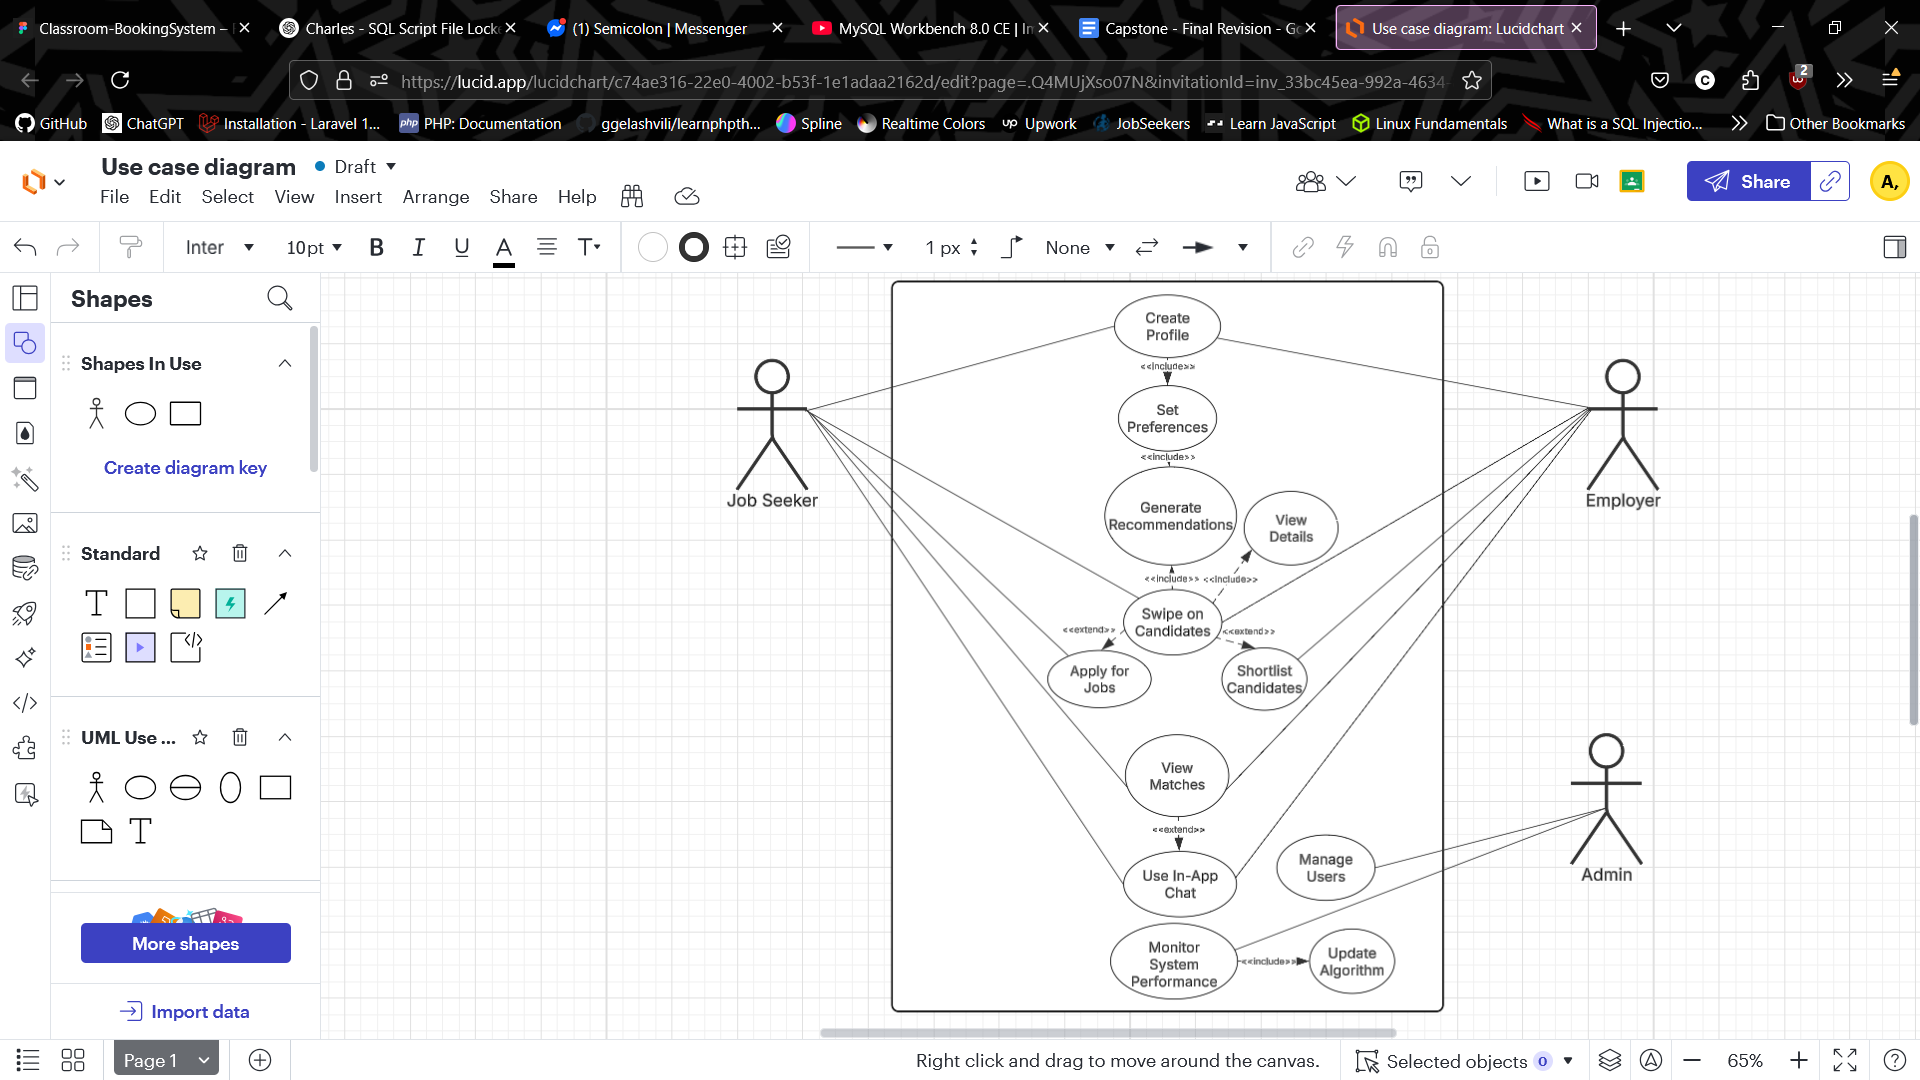 Classroom-BookingSystem –
Charles - SQL Script File Locke
(1) Semicolon | Messenger
MySQL Workbench 8.0 CE | In
Capstone - Final Revision - Go
Use case diagram: Lucidchart
https://lucid.app/lucidchart/c74ae316-22e0-4002-b53f-1e1adaa2162d/edit?page=.Q4MUjXso07N&invitationId=inv_33bc45ea-992a-4634-
2
GitHub
ChatGPT
Installation - Laravel 1...
php PHP: Documentation
ggelashvili/learnphpth...
Spline
Realtime Colors
up Upwork
JobSeekers
Learn JavaScript
Linux Fundamentals
What is a SQL Injectio...
Other Bookmarks
Use case diagram
Draft
File Edit Select View Insert Arrange Share Help
Share
A,
Inter
10 pt
B I U A T
1 px
None
Shapes
Shapes In Use
Create diagram key
Standard
T
UML Use ...
T
More shapes
Import data
Create
Profile
<<include>>
Set
Preferences
<<include>>
Generate
Recommendations
View
Details
<<include>> <<include>>
Swipe on
Candidates
<<extend>>
<<extend>>
Apply for
Jobs
Shortlist
Candidates
View
Matches
<<extend>>
Use In-App
Chat
Manage
Users
Monitor
System
Performance
<<include>>
Update
Algorithm
Job Seeker
Employer
Admin
Page 1
Right click and drag to move around the canvas.
Selected objects 0
65%